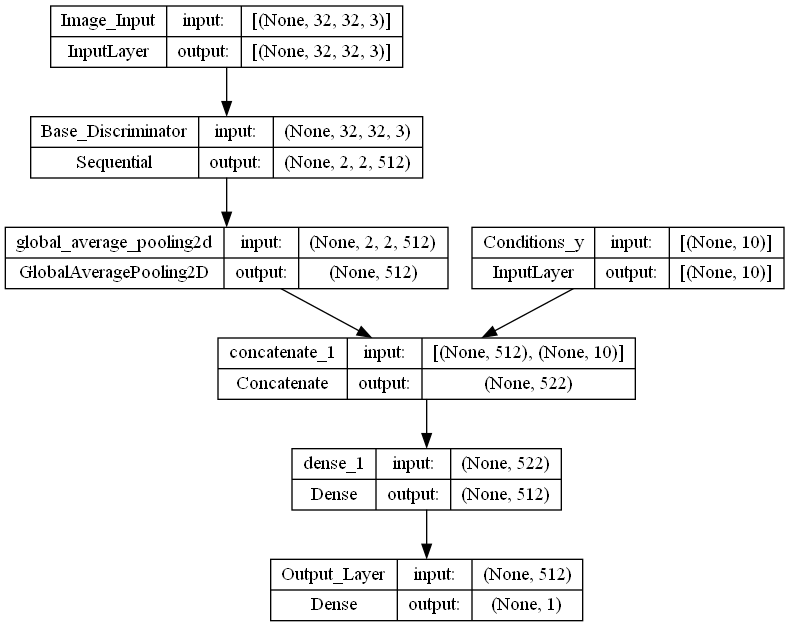 Image_Input input: [(None, 32, 32, 3)]
InputLayer output: [(None, 32, 32, 3)]
Base_Discriminator input: (None, 32, 32, 3)
Sequential output: (None, 2, 2, 512)
global_average_pooling2d input: (None, 2, 2, 512)
GlobalAveragePooling2D output: (None, 512)
Conditions_y input: [(None, 10)]
InputLayer output: [(None, 10)]
concatenate_1 input: [(None, 512), (None, 10)]
Concatenate output: (None, 522)
dense_1 input: (None, 522)
Dense output: (None, 512)
Output_Layer input: (None, 512)
Dense output: (None, 1)